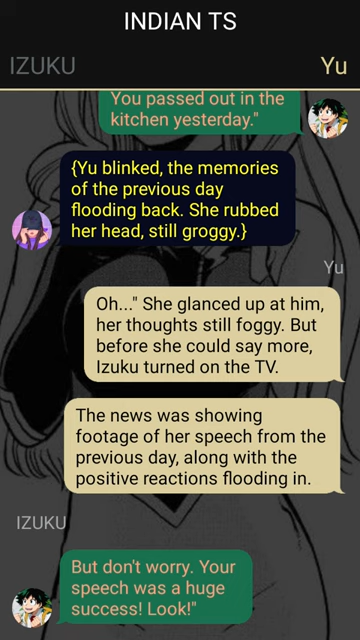 INDIAN TS
IZUKU
Yu
You passed out in the
kitchen yesterday."
{Yu blinked, the memories
of the previous day
flooding back. She rubbed
her head, still groggy.}
Yu
Oh..." She glanced up at him,
her thoughts still foggy. But
before she could say more,
Izuku turned on the TV.
The news was showing
footage of her speech from the
previous day, along with the
positive reactions flooding in.
IZUKU
But don't worry. Your
speech was a huge
success! Look!"